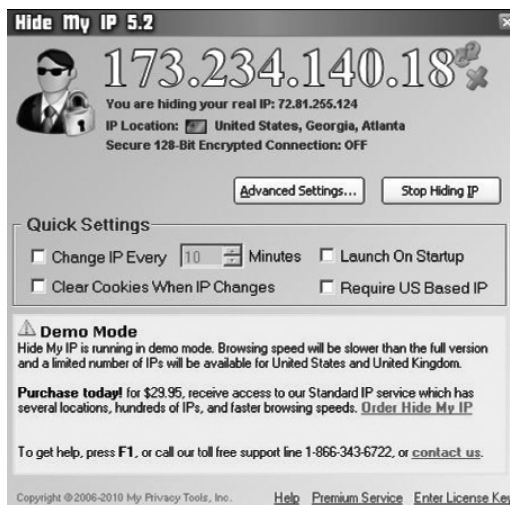 Hide My IP 5.2
173.234.140.18
You are hiding your real IP: 72.81.255.124
IP Location: United States, Georgia, Atlanta
Secure 128-Bit Encrypted Connection: OFF
1
Advanced Settings... Stop Hiding IP
Quick Settings
Change IP Every 10 Minutes Launch On Startup
Clear Cookies When IP Changes Require US Based IP
Demo Mode
Hide My IP is running in demo mode. Browsing speed will be slower than the full version
and a limited number of IPs will be available for United States and United Kingdom.
Purchase today! for $29.95, receive access to our Standard IP service which has
several locations, hundreds of IPs, and faster browsing speeds. Order Hide My IP
To get help, press F1, or call our toll free support line 1-866-343-6722, or contact us.
Copyright @ 2006-2010 My Privacy Tools, Inc. Help Premium Service Enter License Key